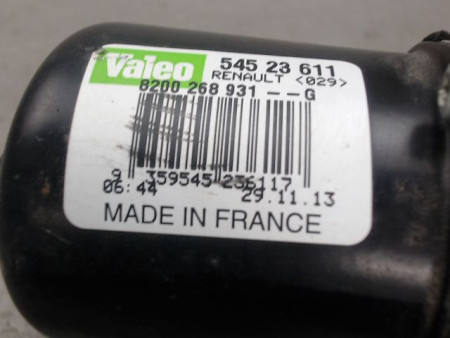 Valeo 545 23 611
RENAULT <029>
8200 268 931 -- G
9 359545 236117
06:44 29.11.13
MADE IN FRANCE